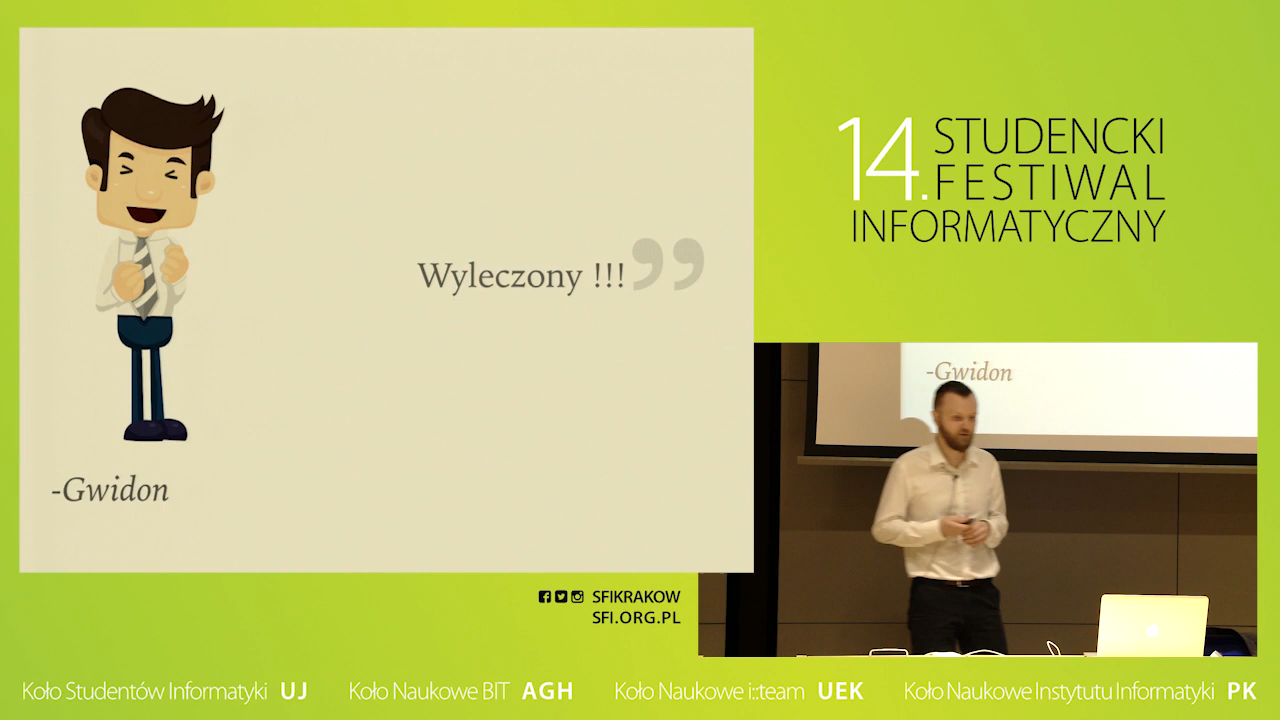 Wyleczony !!!”
-Gwidon
14. STUDENCKI
FESTIWAL
INFORMATYCZNY
-Gwidon
SFIKRAKOW
SFI.ORG.PL
Koło Studentów Informatyki UJ
Koło Naukowe BIT AGH
Koło Naukowe i::team UEK
Koło Naukowe Instytutu Informatyki PK